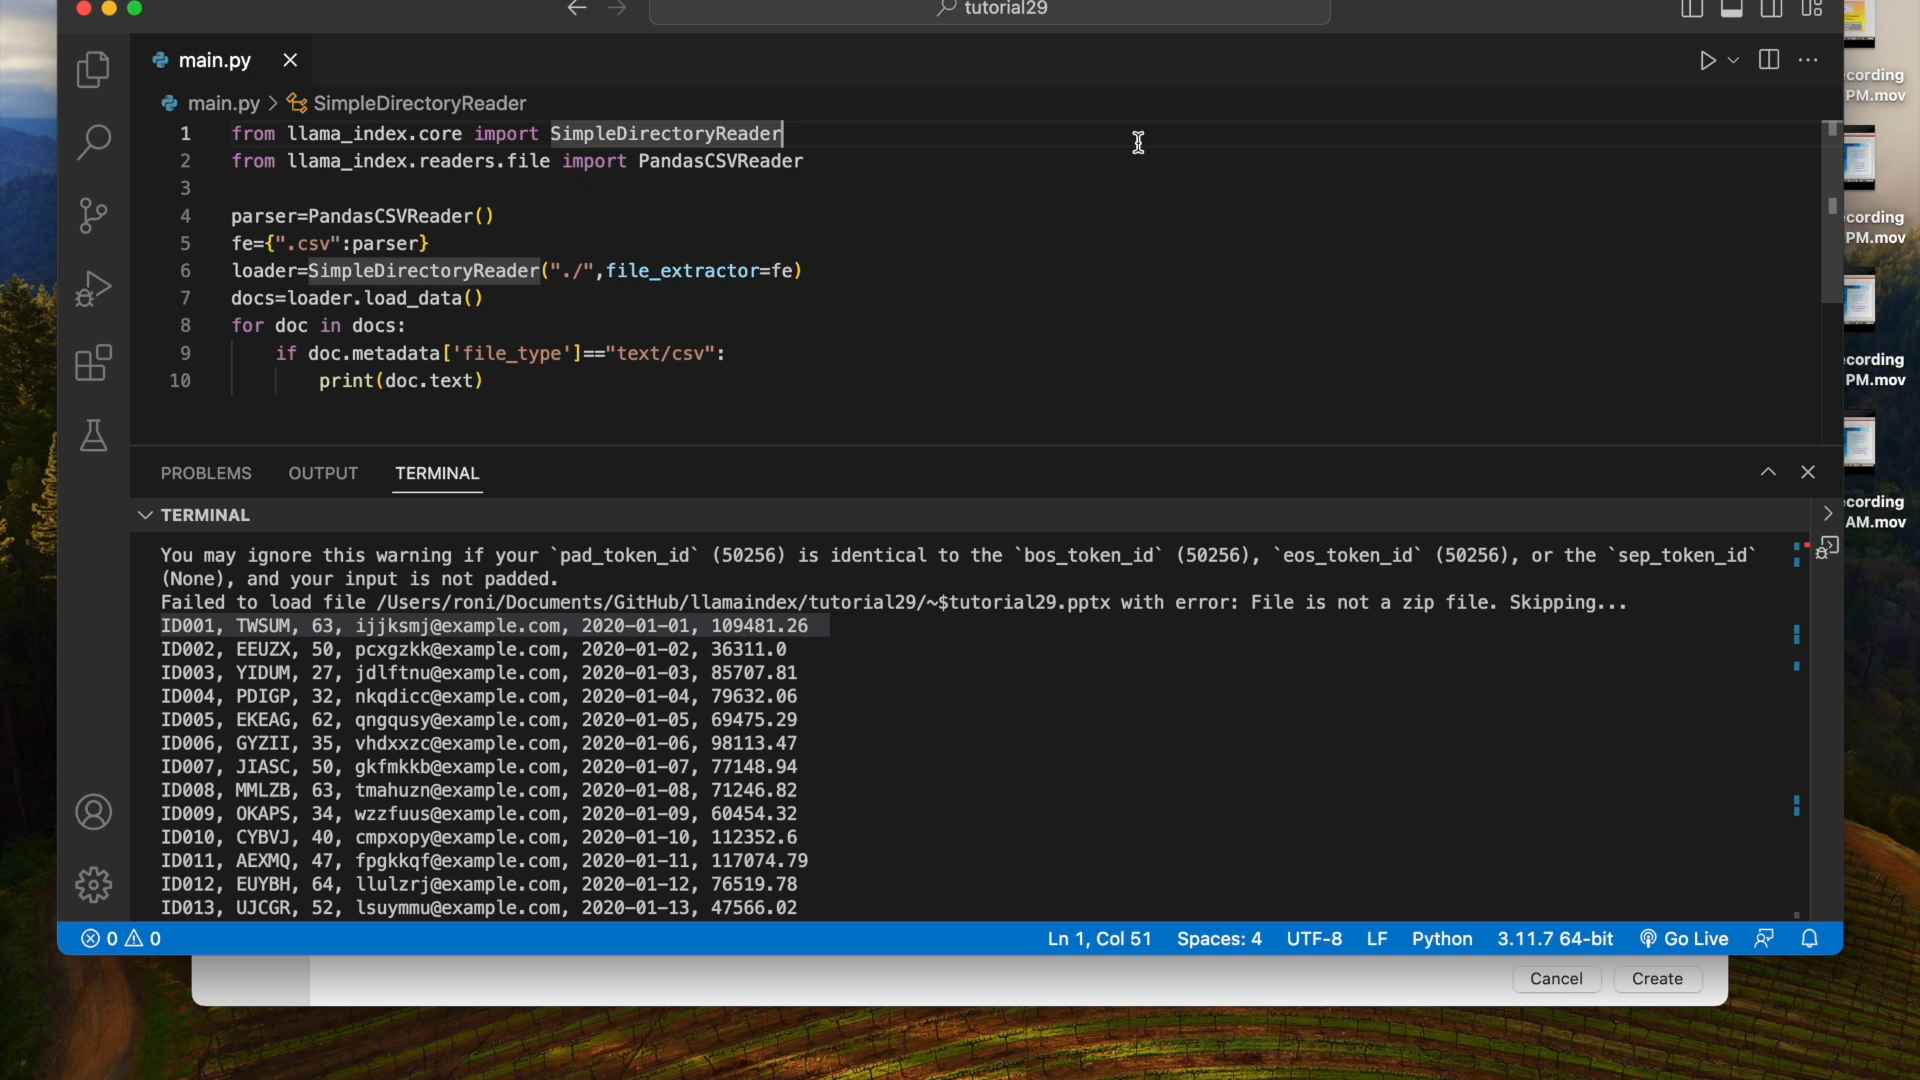 tutorial29
main.py
main.py > SimpleDirectoryReader
1 from llama_index.core import SimpleDirectoryReader
2 from llama_index.readers.file import PandasCSVReader
3
4 parser=PandasCSVReader()
5 fe={".csv":parser}
6 loader=SimpleDirectoryReader("./",file_extractor=fe)
7 docs=loader.load_data()
8 for doc in docs:
9 if doc.metadata['file_type']=="text/csv":
10 print(doc.text)
PROBLEMS OUTPUT TERMINAL
TERMINAL
You may ignore this warning if your `pad_token_id` (50256) is identical to the `bos_token_id` (50256), `eos_token_id` (50256), or the `sep_token_id`
(None), and your input is not padded.
Failed to load file /Users/roni/Documents/GitHub/llamaindex/tutorial29/~$tutorial29.pptx with error: File is not a zip file. Skipping...
ID001, TWSUM, 63, ijjksmj@example.com, 2020-01-01, 109481.26
ID002, EEUZX, 50, pcxgzkk@example.com, 2020-01-02, 36311.0
ID003, YIDUM, 27, jdlftnu@example.com, 2020-01-03, 85707.81
ID004, PDIGP, 32, nkqdicc@example.com, 2020-01-04, 79632.06
ID005, EKEAG, 62, qngqusy@example.com, 2020-01-05, 69475.29
ID006, GYZII, 35, vhdxxzc@example.com, 2020-01-06, 98113.47
ID007, JIASC, 50, gkfmkkb@example.com, 2020-01-07, 77148.94
ID008, MMLZB, 63, tmahuzn@example.com, 2020-01-08, 71246.82
ID009, OKAPS, 34, wzzfuus@example.com, 2020-01-09, 60454.32
ID010, CYBVJ, 40, cmpxopy@example.com, 2020-01-10, 112352.6
ID011, AEXMQ, 47, fpgkkqf@example.com, 2020-01-11, 117074.79
ID012, EUYBH, 64, llulzrj@example.com, 2020-01-12, 76519.78
ID013, UJCGR, 52, lsuymmu@example.com, 2020-01-13, 47566.02
0 0 Ln 1, Col 51 Spaces: 4 UTF-8 LF Python 3.11.7 64-bit Go Live
Cancel Create
cording
PM.mov
cording
PM.mov
cording
PM.mov
cording
AM.mov